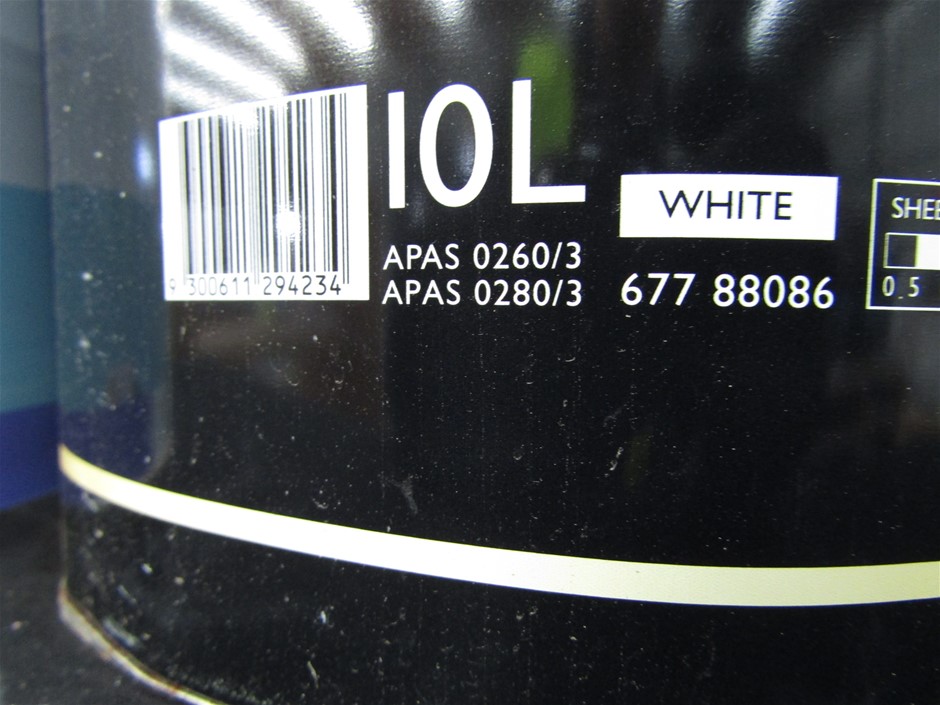 10L
WHITE
9 300611 294234
APAS 0260/3
APAS 0280/3
677 88086
0.5